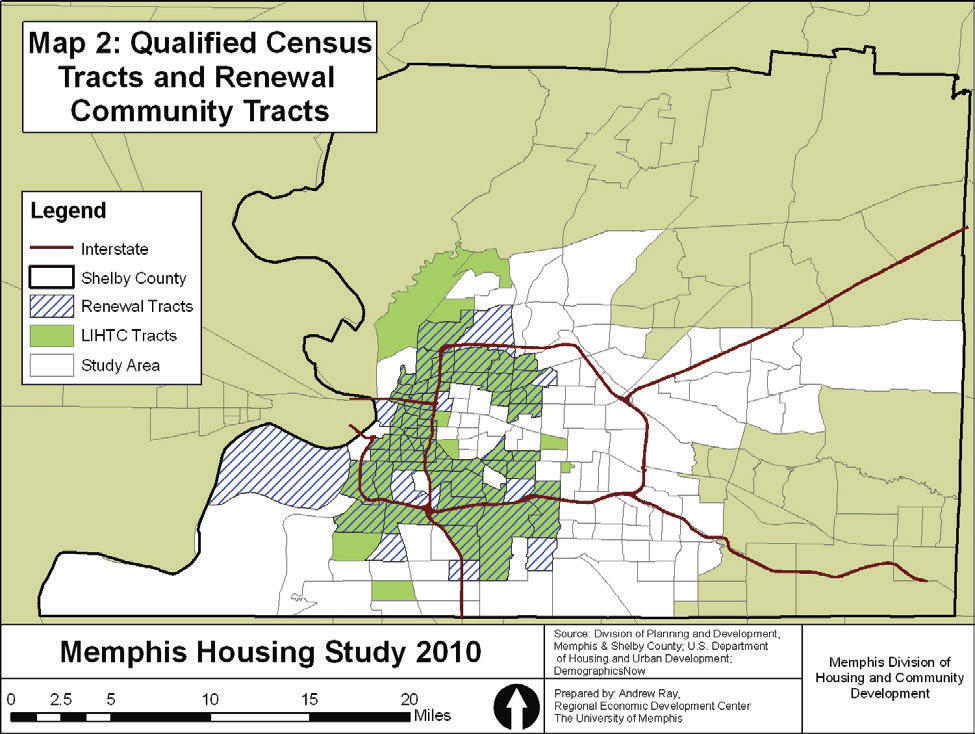 Map 2: Qualified Census
Tracts and Renewal
Community Tracts
Legend
Interstate
Shelby County
Renewal Tracts
LIHTC Tracts
Study Area
Memphis Housing Study 2010
0 2.5 5 10 15 20
Miles
Source: Division of Planning and Development,
Memphis & Shelby County; U.S. Department
of Housing and Urban Development;
DemographicsNow
Prepared by: Andrew Ray,
Regional Economic Development Center
The University of Memphis
Memphis Division of
Housing and Community
Development